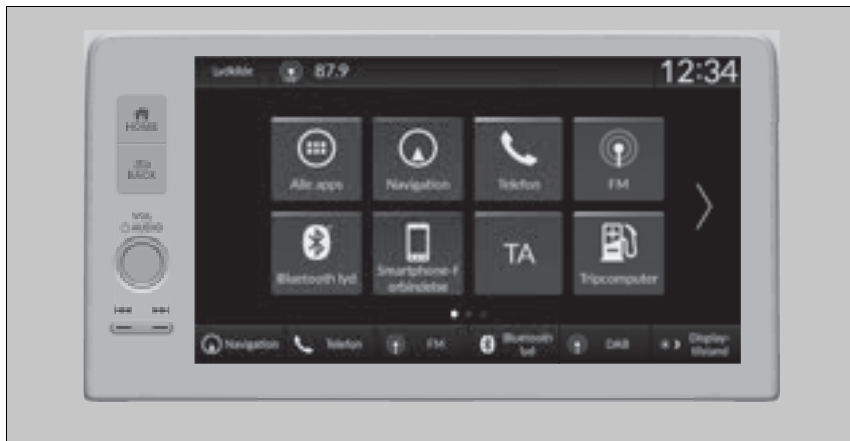 Lydkilde 87.9 12:34
HOME
BACK
VOL
AUDIO
Alle apps Navigation Telefon FM
Bluetooth lyd Smartphone-f
orbindelse TA Tripcomputer
Navigation Telefon FM Bluetooth
lyd DAB Display-
tilstand